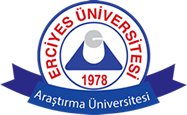 ERCİYES ÜNİVERSİTESİ
1978
Araştırma Üniversitesi